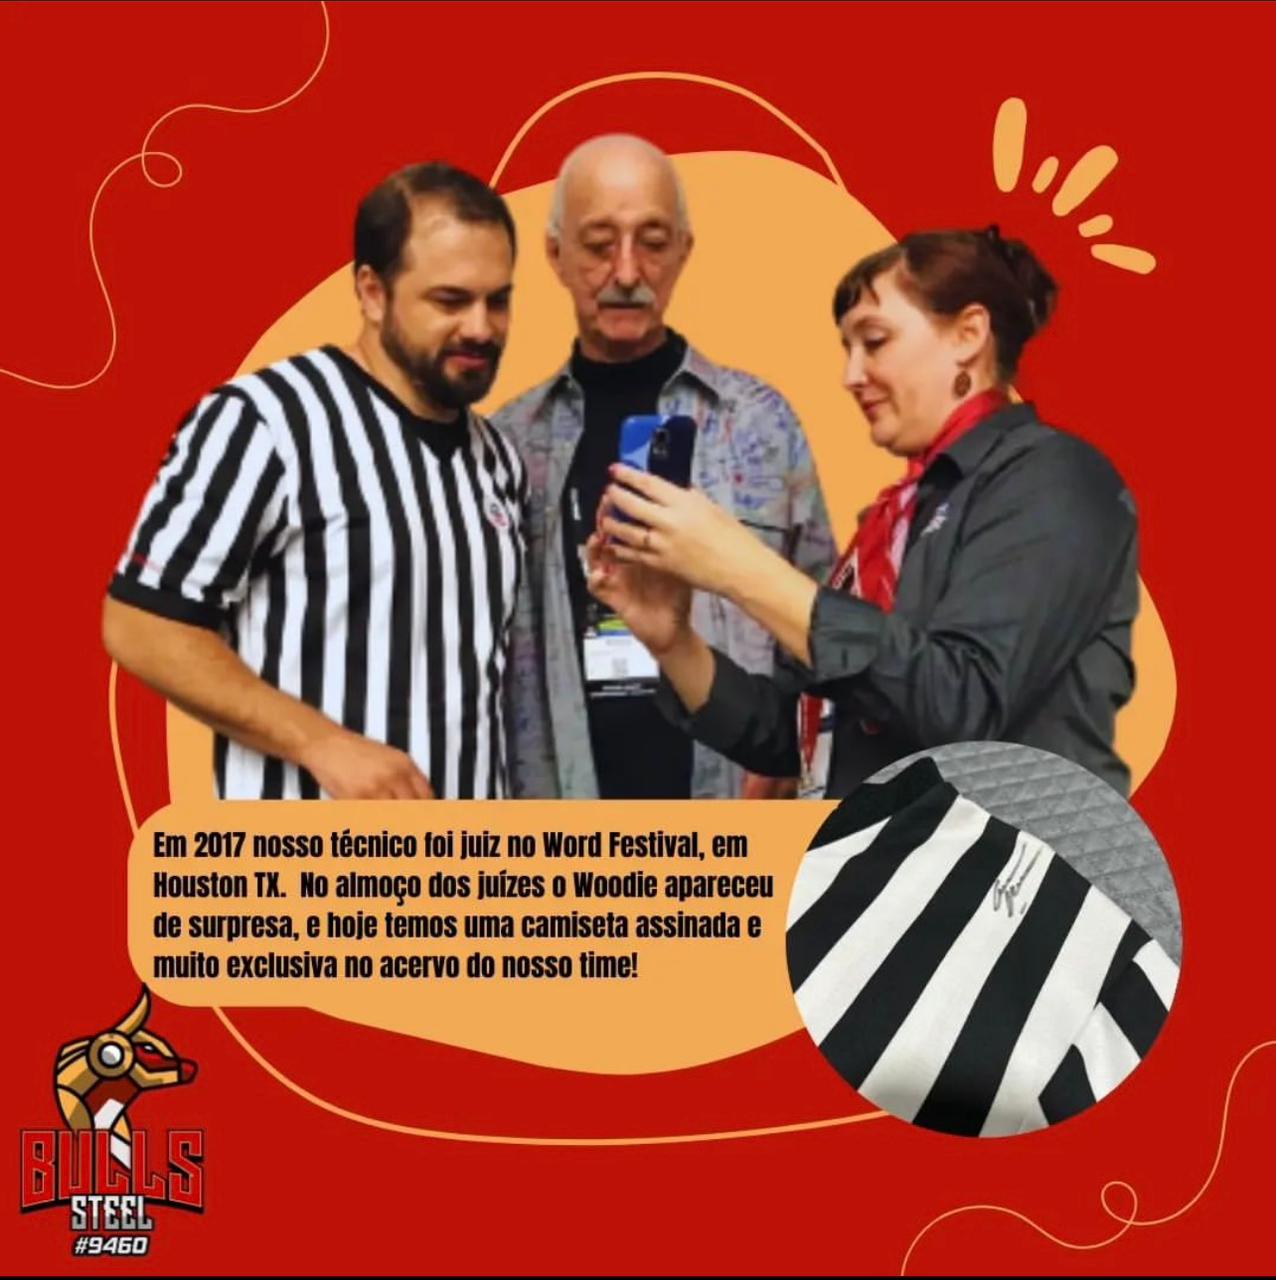 Em 2017 nosso técnico foi juiz no Word Festival, em
Houston TX. No almoço dos juízes o Woodie apareceu
de surpresa, e hoje temos uma camiseta assinada e
muito exclusiva no acervo do nosso time!
BULLS
STEEL
#9460